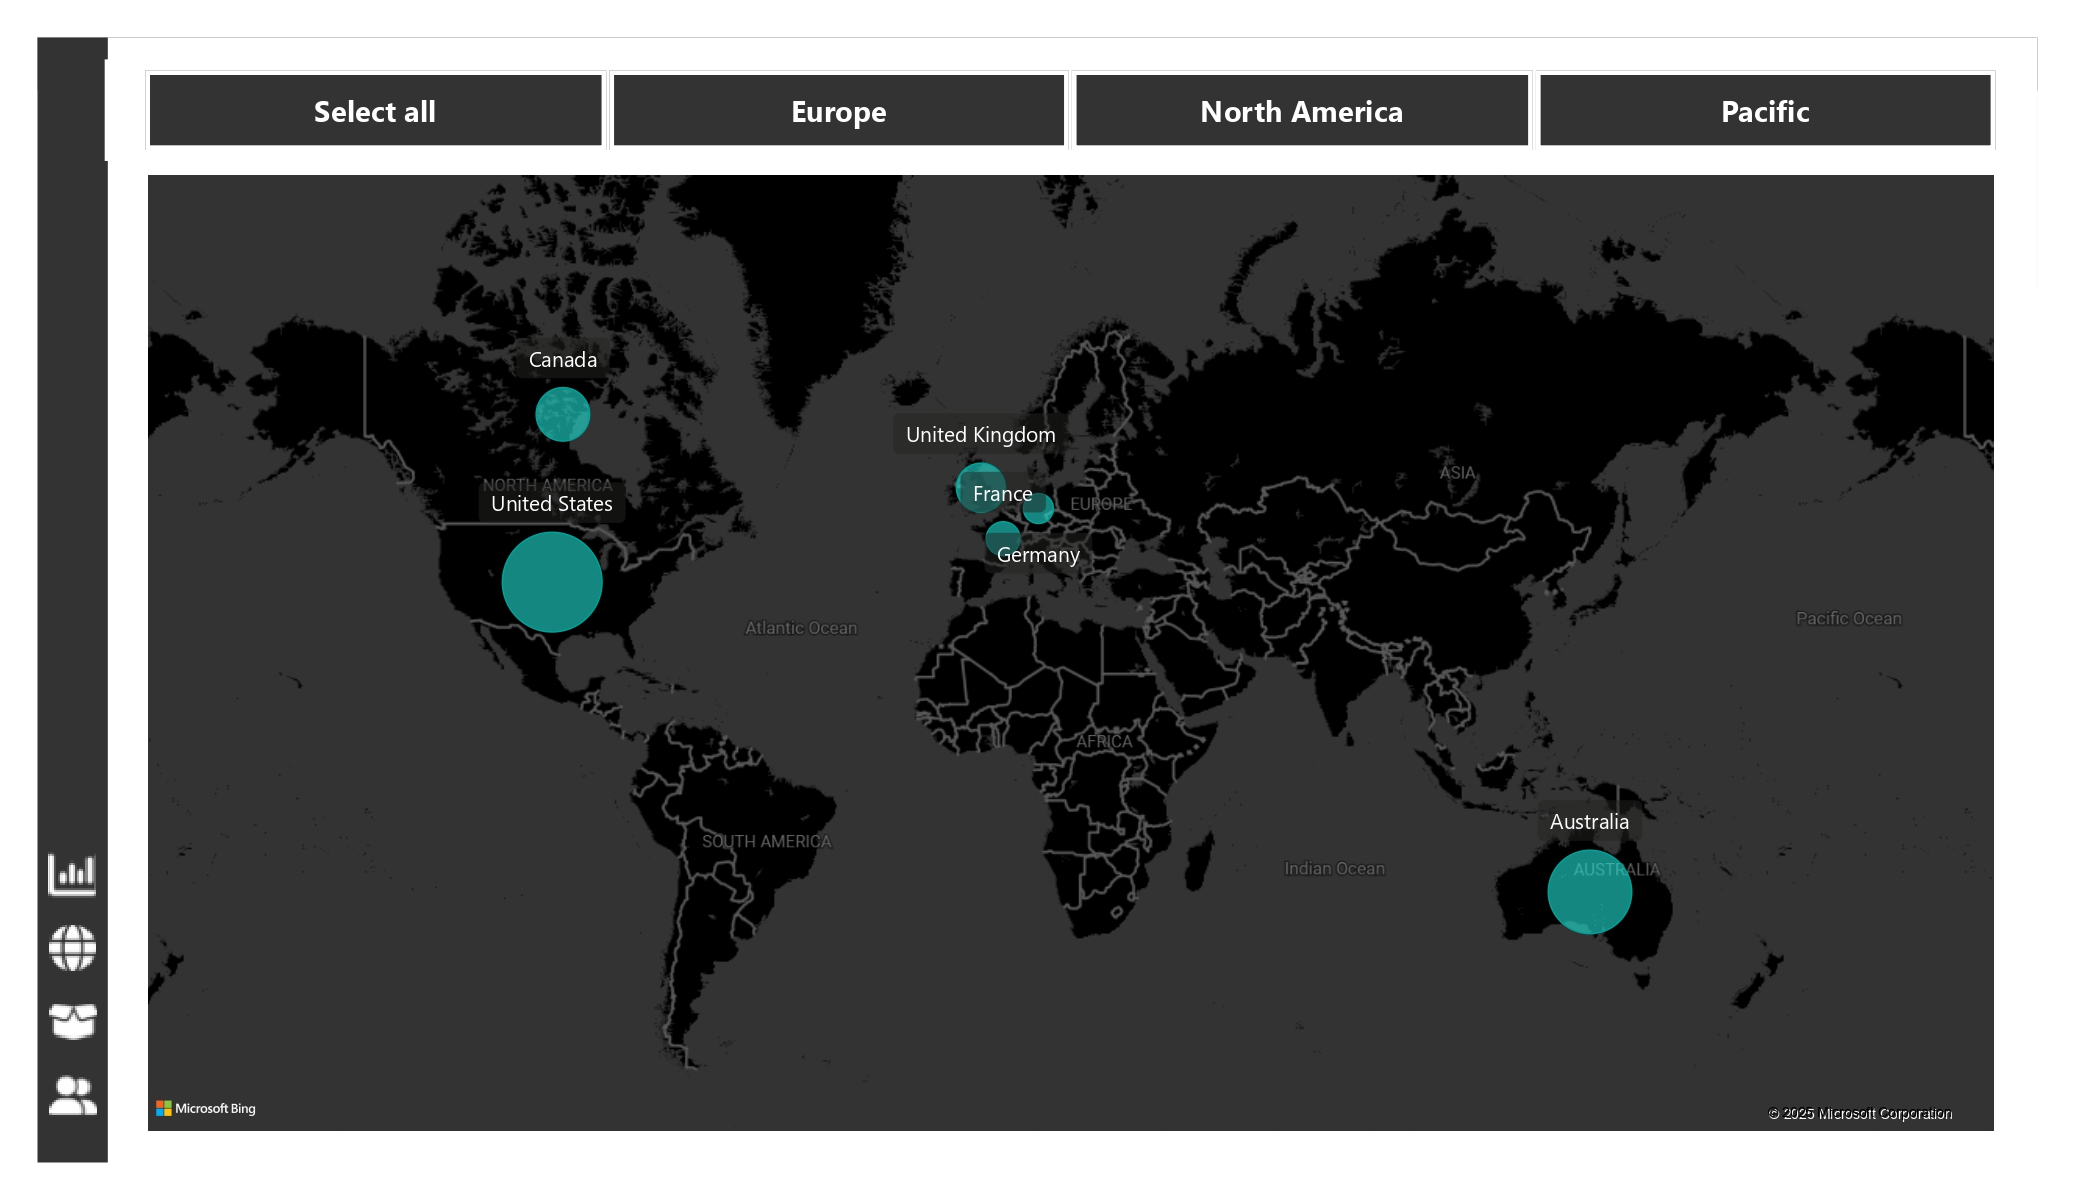 Select all
Europe
North America
Pacific
Canada
NORTH AMERICA
United States
United Kingdom
France
Germany
EUROPE
ASIA
Atlantic Ocean
Pacific Ocean
AFRICA
SOUTH AMERICA
Indian Ocean
Australia
AUSTRALIA
Microsoft Bing
© 2025 Microsoft Corporation